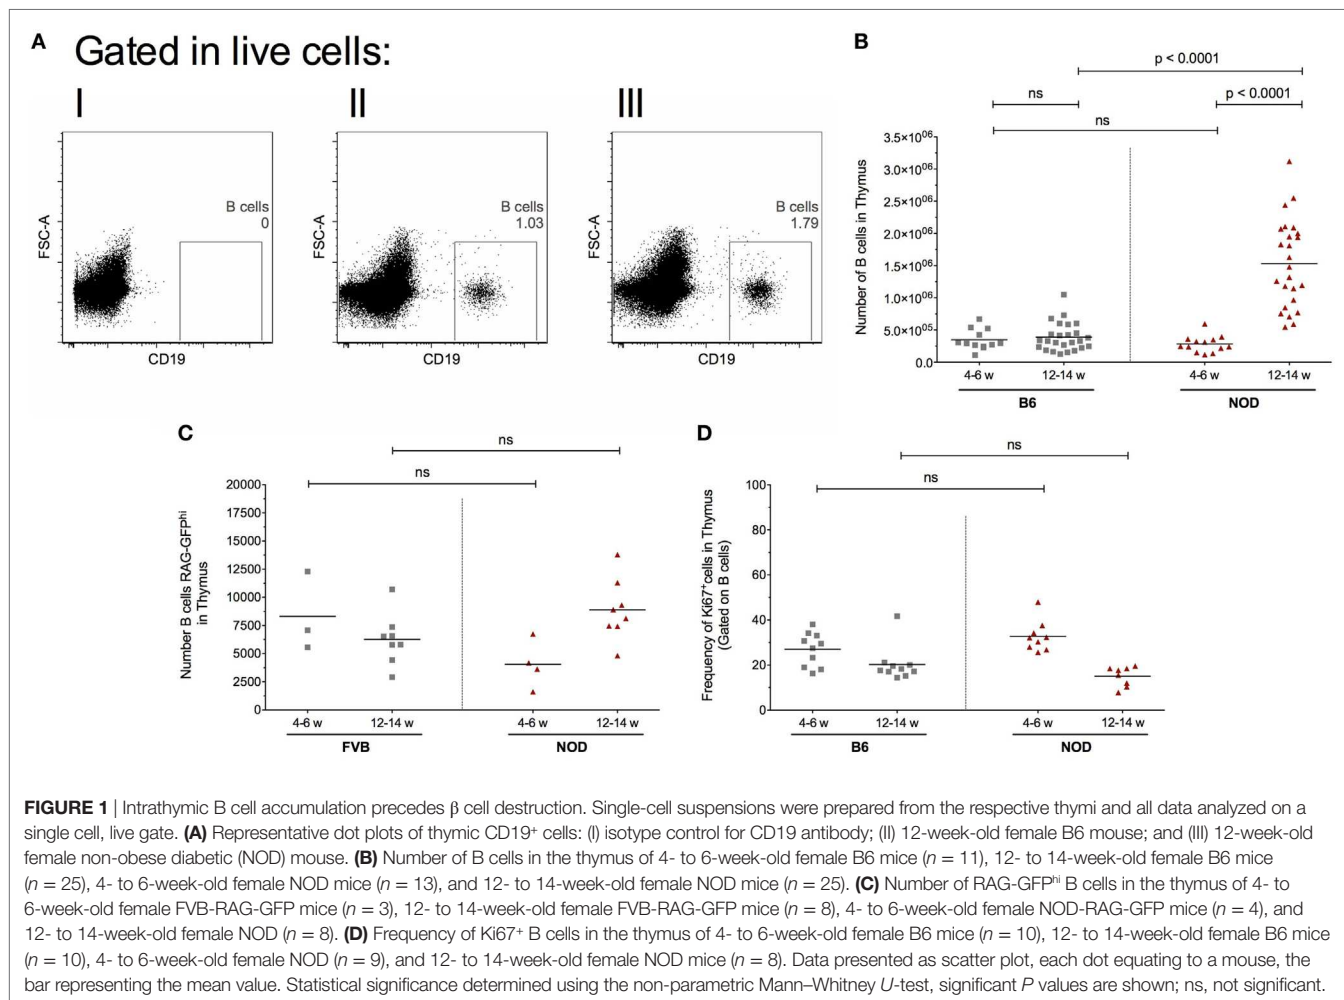 A
Gated in live cells:
I
II
III
B cells
0
B cells
1.03
B cells
1.79
FSC-A
FSC-A
FSC-A
CD19
CD19
CD19
B
p < 0.0001
ns
p < 0.0001
ns
Number of B cells in Thymus
3.5×10⁰⁶
3.0×10⁰⁶
2.5×10⁰⁶
2.0×10⁰⁶
1.5×10⁰⁶
1.0×10⁰⁶
5.0×10⁰⁵
0.0
4-6 w
12-14 w
4-6 w
12-14 w
B6
NOD
C
ns
ns
Number B cells RAG-GFPʰⁱ
in Thymus
20000
17500
15000
12500
10000
7500
5000
2500
0
4-6 w
12-14 w
4-6 w
12-14 w
FVB
NOD
D
ns
ns
Frequency of Ki67⁺cells in Thymus
(Gated on B cells)
100
80
60
40
20
0
4-6 w
12-14 w
4-6 w
12-14 w
B6
NOD
FIGURE 1 | Intrathymic B cell accumulation precedes β cell destruction. Single-cell suspensions were prepared from the respective thymi and all data analyzed on a
single cell, live gate. (A) Representative dot plots of thymic CD19⁺ cells: (I) isotype control for CD19 antibody; (II) 12-week-old female B6 mouse; and (III) 12-week-old
female non-obese diabetic (NOD) mouse. (B) Number of B cells in the thymus of 4- to 6-week-old female B6 mice (n = 11), 12- to 14-week-old female B6 mice
(n = 25), 4- to 6-week-old female NOD mice (n = 13), and 12- to 14-week-old female NOD mice (n = 25). (C) Number of RAG-GFPʰⁱ B cells in the thymus of 4- to
6-week-old female FVB-RAG-GFP mice (n = 3), 12- to 14-week-old female FVB-RAG-GFP mice (n = 8), 4- to 6-week-old female NOD-RAG-GFP mice (n = 4), and
12- to 14-week-old female NOD (n = 8). (D) Frequency of Ki67⁺ B cells in the thymus of 4- to 6-week-old female B6 mice (n = 10), 12- to 14-week-old female B6 mice
(n = 10), 4- to 6-week-old female NOD (n = 9), and 12- to 14-week-old female NOD mice (n = 8). Data presented as scatter plot, each dot equating to a mouse, the
bar representing the mean value. Statistical significance determined using the non-parametric Mann–Whitney U-test, significant P values are shown; ns, not significant.